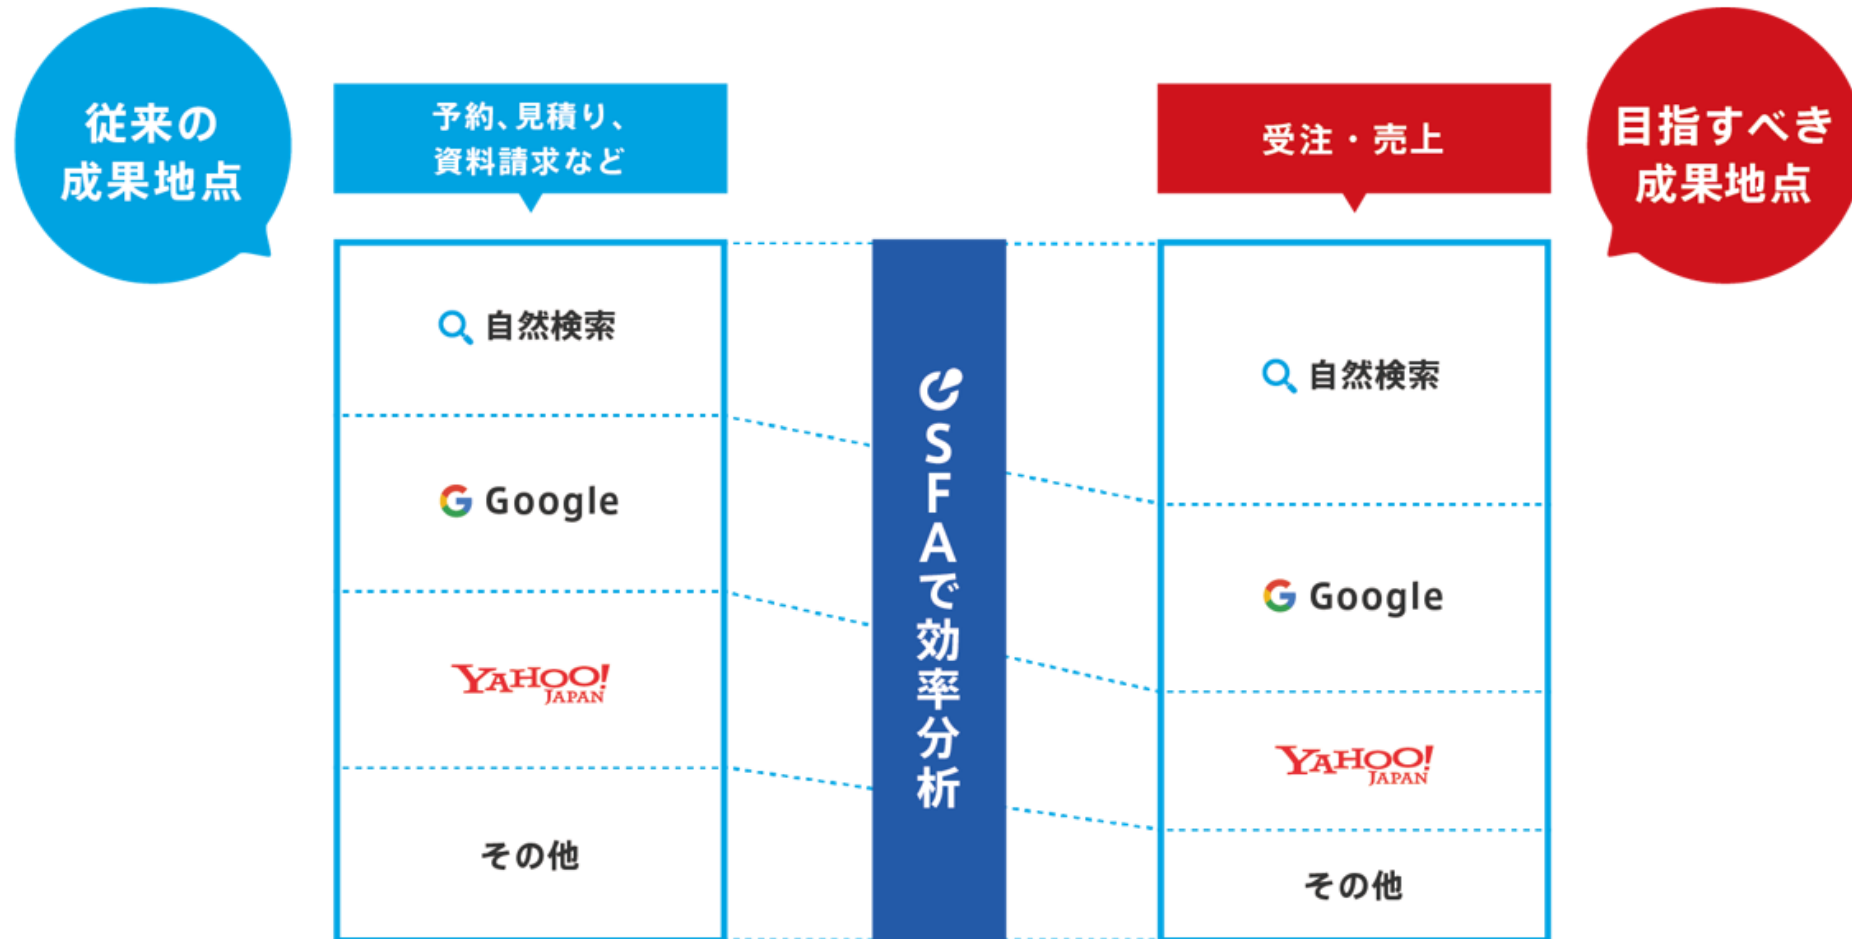 従来の
成果地点
予約、見積り、
資料請求など
受注・売上
目指すべき
成果地点
自然検索
Google
YAHOO!
JAPAN
その他
SFAで効率分析
自然検索
Google
YAHOO!
JAPAN
その他